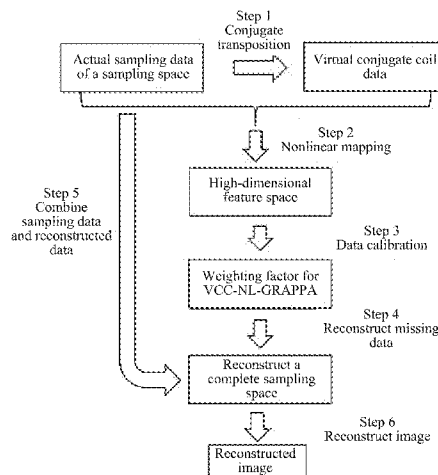 Step 1
Conjugate
transposition
Actual sampling data
of a sampling space
Virtual conjugate coil
data
Step 2
Nonlinear mapping
High-dimensional
feature space
Step 5
Combine
sampling data
and reconstructed
data
Step 3
Data calibration
Weighting factor for
VCC-NL-GRAPPA
Step 4
Reconstruct missing
data
Reconstruct a
complete sampling
space
Step 6
Reconstruct image
Reconstructed
image